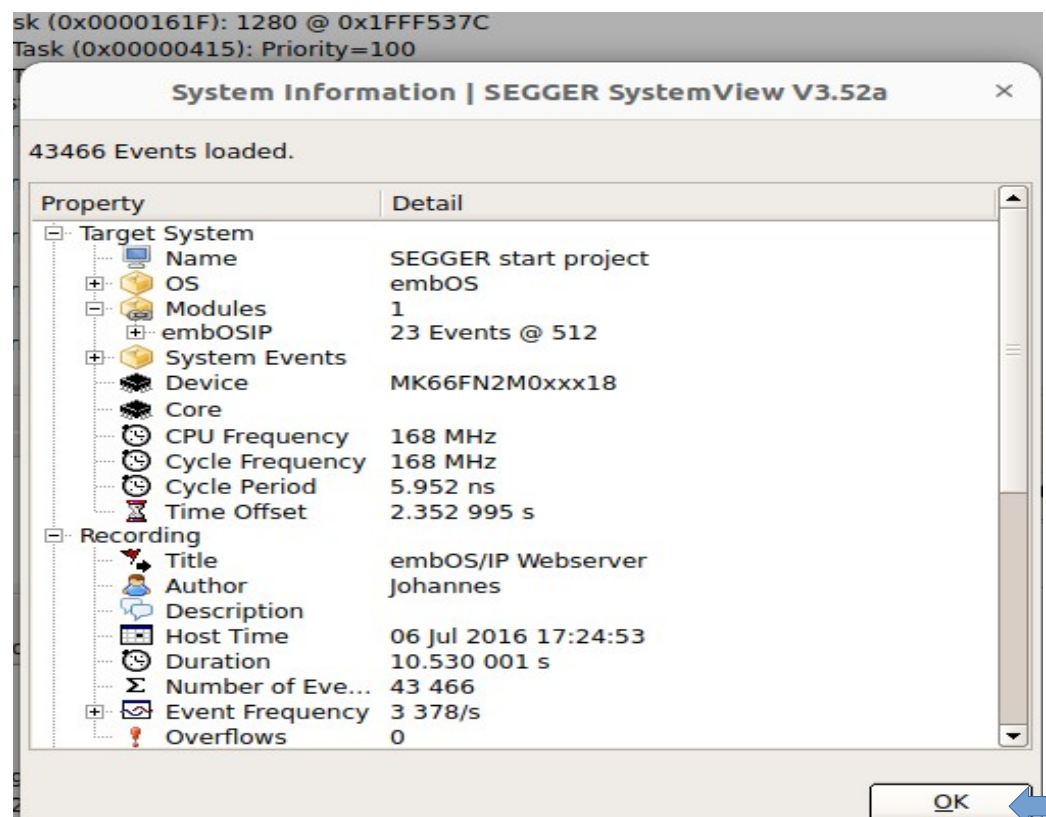 sk (0x0000161F): 1280 @ 0x1FFF537C
Task (0x00000415): Priority=100
System Information | SEGGER SystemView V3.52a
43466 Events loaded.
Property Detail
Target System
Name SEGGER start project
OS embOS
Modules 1
embOSIP 23 Events @ 512
System Events
Device MK66FN2M0xxx18
Core
CPU Frequency 168 MHz
Cycle Frequency 168 MHz
Cycle Period 5.952 ns
Time Offset 2.352 995 s
Recording
Title embOS/IP Webserver
Author Johannes
Description
Host Time 06 Jul 2016 17:24:53
Duration 10.530 001 s
Number of Eve... 43 466
Event Frequency 3 378/s
Overflows 0
OK